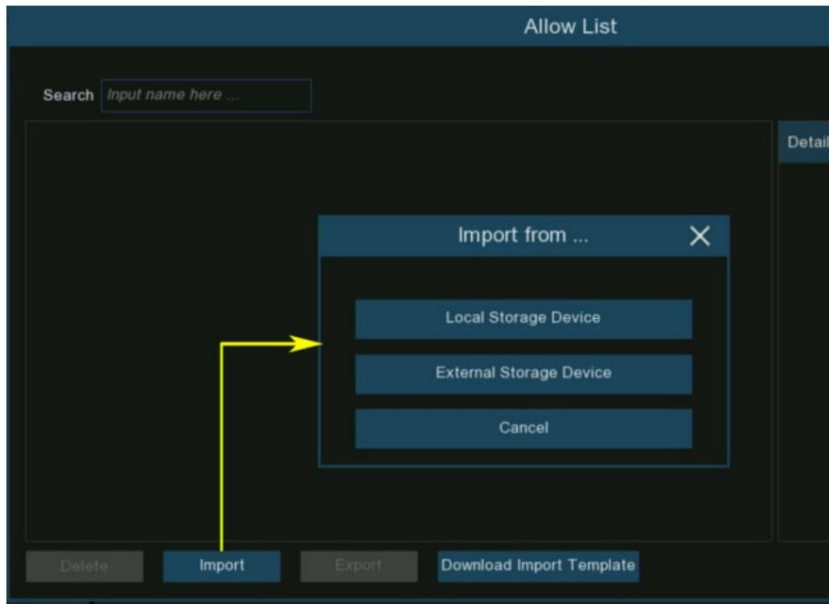 Allow List
Search Input name here ...
Detail
Import from ...
Local Storage Device
External Storage Device
Cancel
Delete Import Export Download Import Template